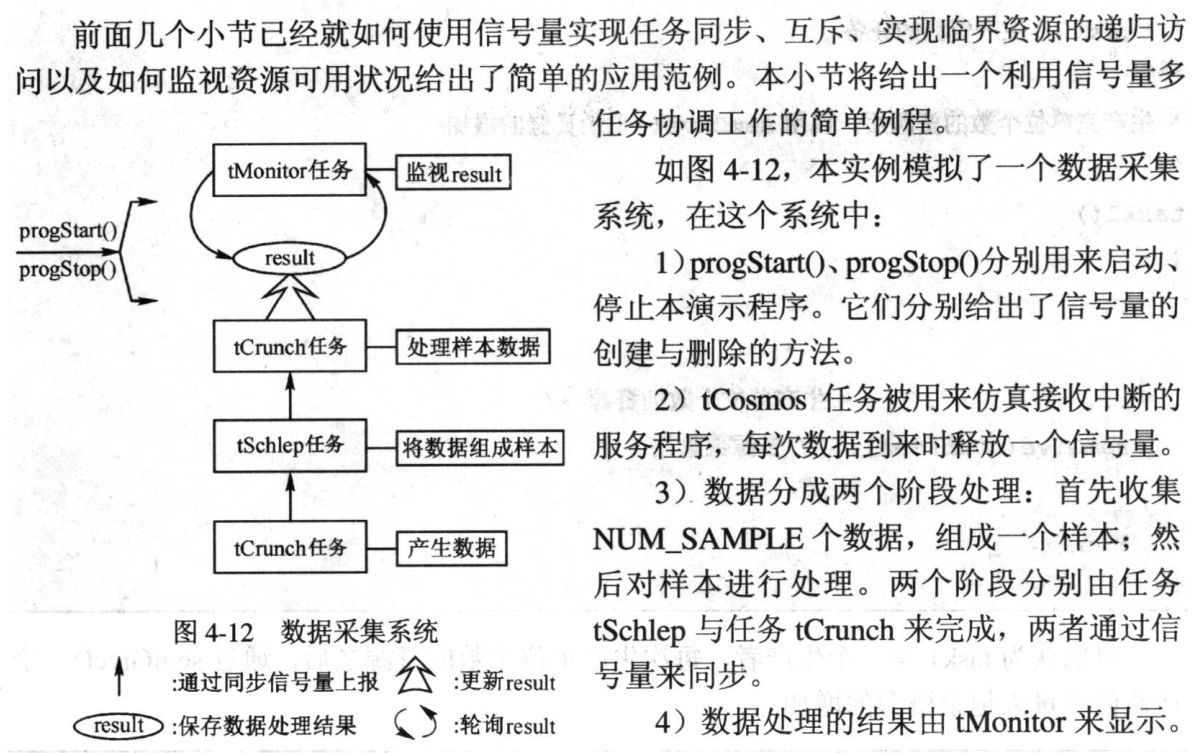 前面几个小节已经就如何使用信号量实现任务同步、互斥、实现临界资源的递归访
问以及如何监视资源可用状况给出了简单的应用范例。本小节将给出一个利用信号量多
任务协调工作的简单例程。
如图 4-12，本实例模拟了一个数据采集
系统，在这个系统中：
1）progStart()、progStop()分别用来启动、
停止本演示程序。它们分别给出了信号量的
创建与删除的方法。
2）tCosmos 任务被用来仿真接收中断的
服务程序，每次数据到来时释放一个信号量。
3）数据分成两个阶段处理：首先收集
NUM_SAMPLE 个数据，组成一个样本；然
后对样本进行处理。两个阶段分别由任务
tSchlep 与任务 tCrunch 来完成，两者通过信
号量来同步。
4）数据处理的结果由 tMonitor 来显示。
progStart()
progStop()
tMonitor任务
监视result
result
tCrunch任务
处理样本数据
tSchlep任务
将数据组成样本
tCrunch任务
产生数据
图 4-12 数据采集系统
:通过同步信号量上报
:更新result
result
:保存数据处理结果
:轮询result